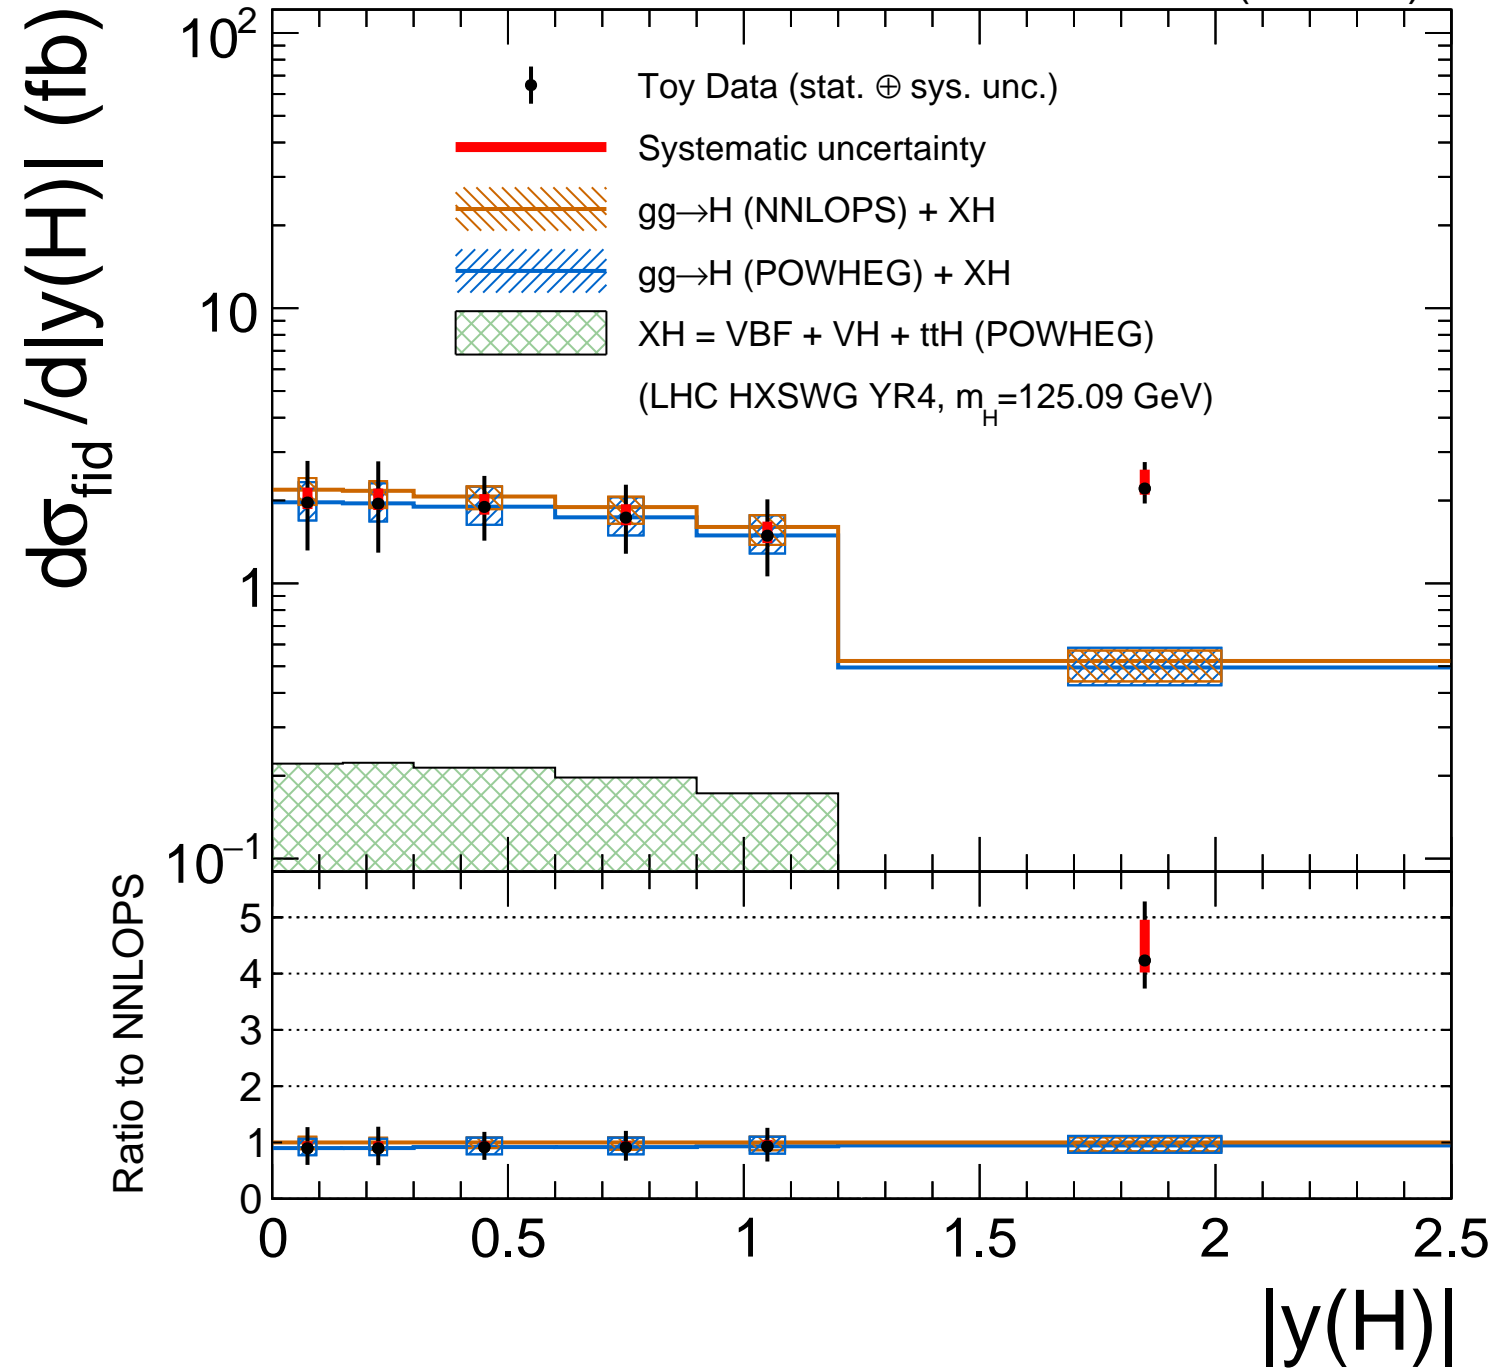 dσfid/d|y(H)| (fb)
10²
10
1
10⁻¹
Toy Data (stat. ⊕ sys. unc.)
Systematic uncertainty
gg→H (NNLOPS) + XH
gg→H (POWHEG) + XH
XH = VBF + VH + ttH (POWHEG)
(LHC HXSWG YR4, mH=125.09 GeV)
Ratio to NNLOPS
5
4
3
2
1
0
0 0.5 1 1.5 2 2.5
|y(H)|